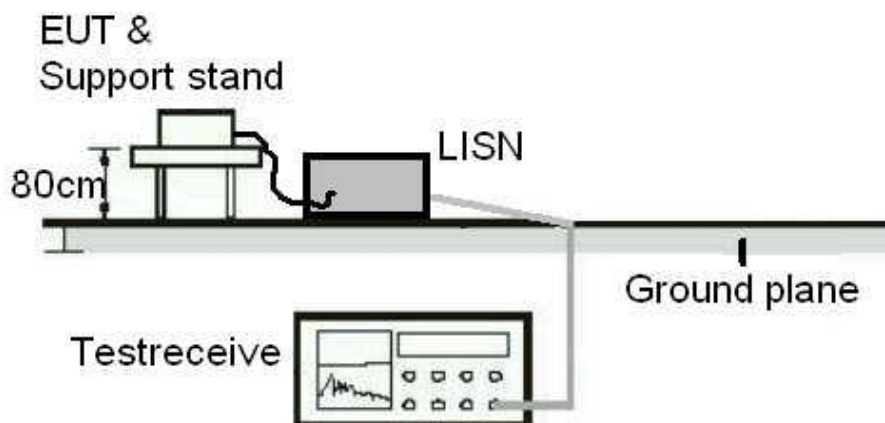 EUT &
Support stand
LISN
80cm
Ground plane
Testreceive